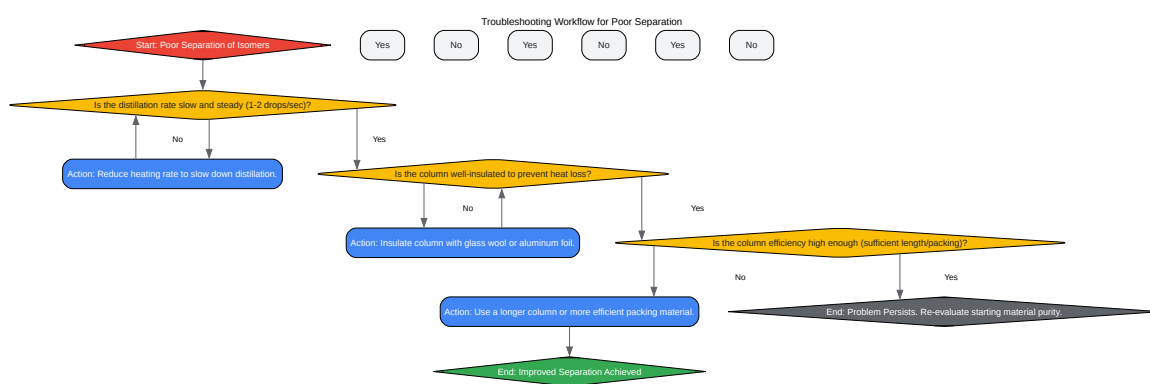 Troubleshooting Workflow for Poor Separation
Start: Poor Separation of Isomers
Yes
No
Yes
No
Yes
No
Is the distillation rate slow and steady (1-2 drops/sec)?
No
Yes
Action: Reduce heating rate to slow down distillation.
Is the column well-insulated to prevent heat loss?
No
Yes
Action: Insulate column with glass wool or aluminum foil.
Is the column efficiency high enough (sufficient length/packing)?
No
Yes
Action: Use a longer column or more efficient packing material.
End: Problem Persists. Re-evaluate starting material purity.
End: Improved Separation Achieved